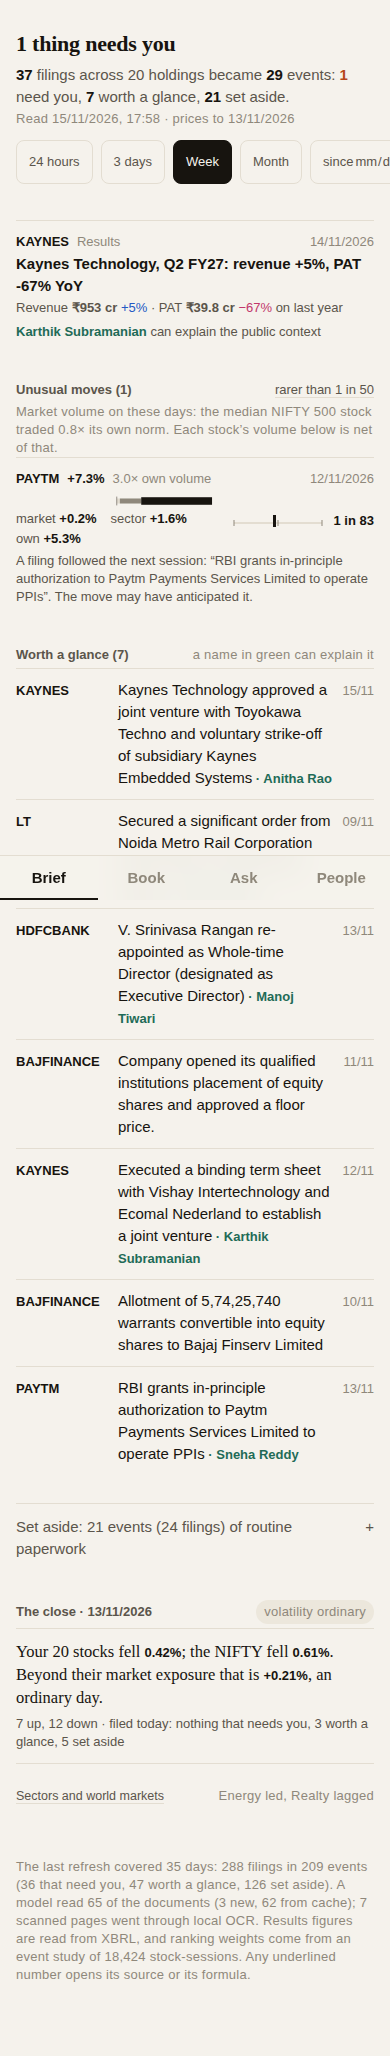 1 thing needs you
37 filings across 20 holdings became 29 events: 1
need you, 7 worth a glance, 21 set aside.
Read 15/11/2026, 17:58 · prices to 13/11/2026
24 hours
3 days
Week
Month
since mm/d
KAYNES Results 14/11/2026
Kaynes Technology, Q2 FY27: revenue +5%, PAT
-67% YoY
Revenue ₹953 cr +5% · PAT ₹39.8 cr −67% on last year
Karthik Subramanian can explain the public context
Unusual moves (1) rarer than 1 in 50
Market volume on these days: the median NIFTY 500 stock
traded 0.8× its own norm. Each stock’s volume below is net
of that.
PAYTM +7.3% 3.0× own volume 12/11/2026
market +0.2% sector +1.6% 1 in 83
own +5.3%
A filing followed the next session: “RBI grants in-principle
authorization to Paytm Payments Services Limited to operate
PPIs”. The move may have anticipated it.
Worth a glance (7) a name in green can explain it
KAYNES Kaynes Technology approved a 15/11
joint venture with Toyokawa
Techno and voluntary strike-off
of subsidiary Kaynes
Embedded Systems · Anitha Rao
LT Secured a significant order from 09/11
Noida Metro Rail Corporation
Brief Book Ask People
HDFCBANK V. Srinivasa Rangan re- 13/11
appointed as Whole-time
Director (designated as
Executive Director) · Manoj
Tiwari
BAJFINANCE Company opened its qualified 11/11
institutions placement of equity
shares and approved a floor
price.
KAYNES Executed a binding term sheet 12/11
with Vishay Intertechnology and
Ecomal Nederland to establish
a joint venture · Karthik
Subramanian
BAJFINANCE Allotment of 5,74,25,740 10/11
warrants convertible into equity
shares to Bajaj Finserv Limited
PAYTM RBI grants in-principle 13/11
authorization to Paytm
Payments Services Limited to
operate PPIs · Sneha Reddy
Set aside: 21 events (24 filings) of routine +
paperwork
The close · 13/11/2026 volatility ordinary
Your 20 stocks fell 0.42%; the NIFTY fell 0.61%.
Beyond their market exposure that is +0.21%, an
ordinary day.
7 up, 12 down · filed today: nothing that needs you, 3 worth a
glance, 5 set aside
Sectors and world markets Energy led, Realty lagged
The last refresh covered 35 days: 288 filings in 209 events
(36 that need you, 47 worth a glance, 126 set aside). A
model read 65 of the documents (3 new, 62 from cache); 7
scanned pages went through local OCR. Results figures
are read from XBRL, and ranking weights come from an
event study of 18,424 stock-sessions. Any underlined
number opens its source or its formula.